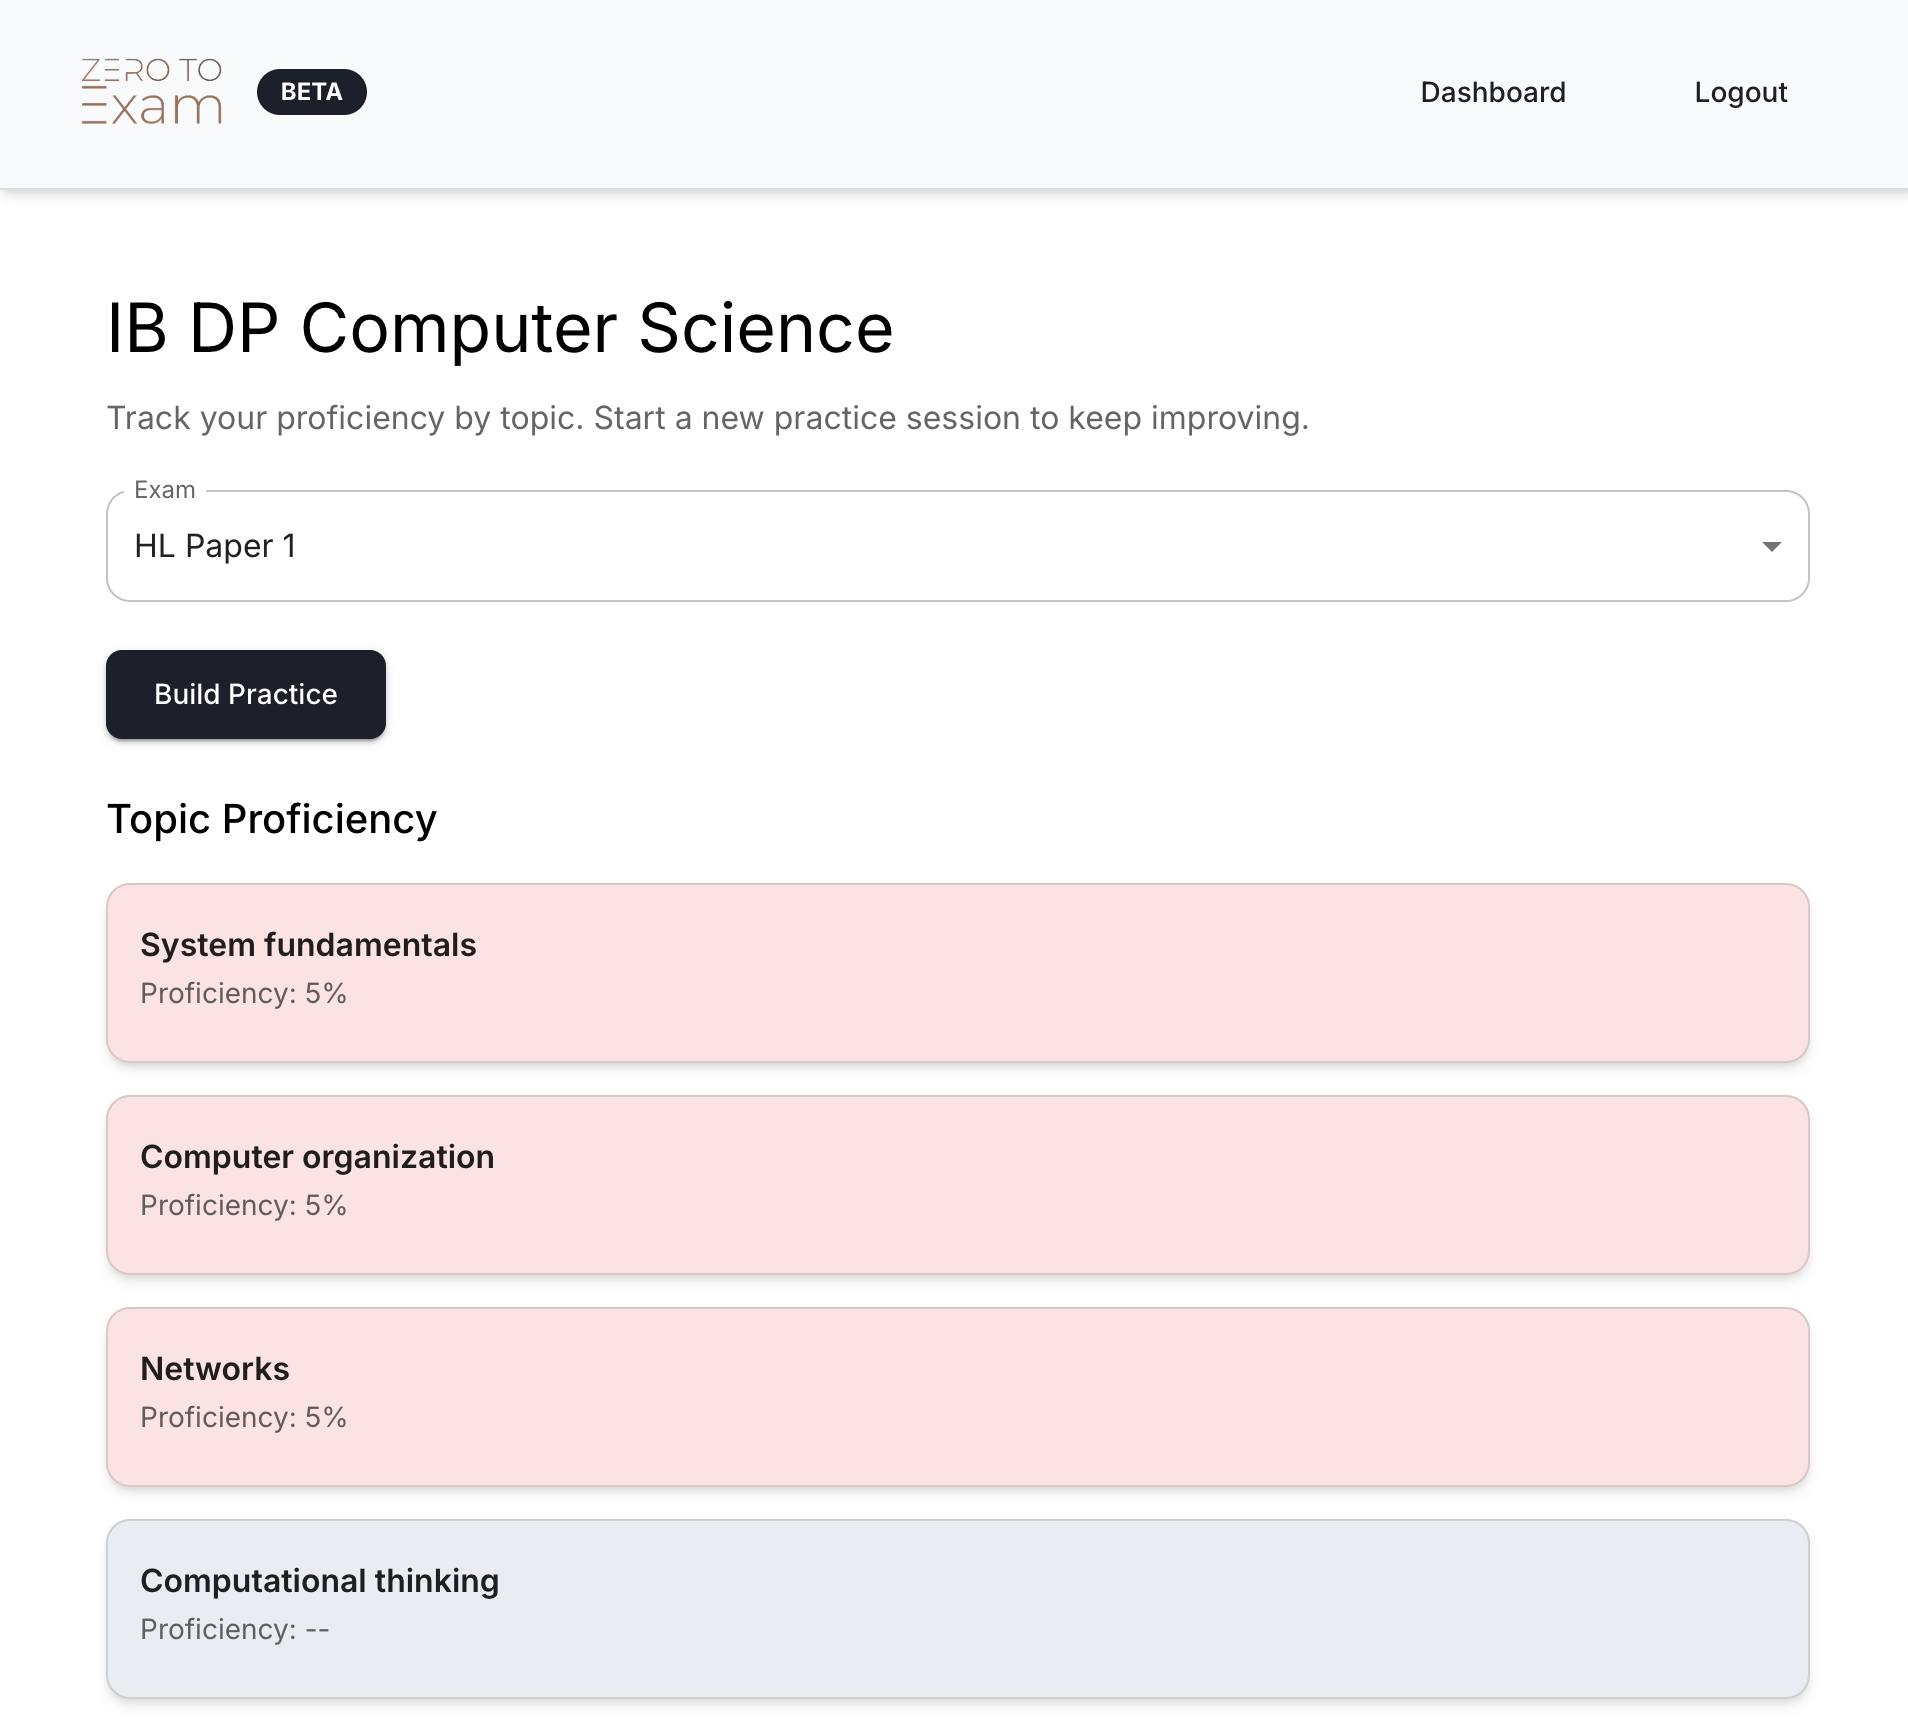 ZERO TO
Exam
BETA
Dashboard
Logout
IB DP Computer Science
Track your proficiency by topic. Start a new practice session to keep improving.
Exam
HL Paper 1
Build Practice
Topic Proficiency
System fundamentals
Proficiency: 5%
Computer organization
Proficiency: 5%
Networks
Proficiency: 5%
Computational thinking
Proficiency: --